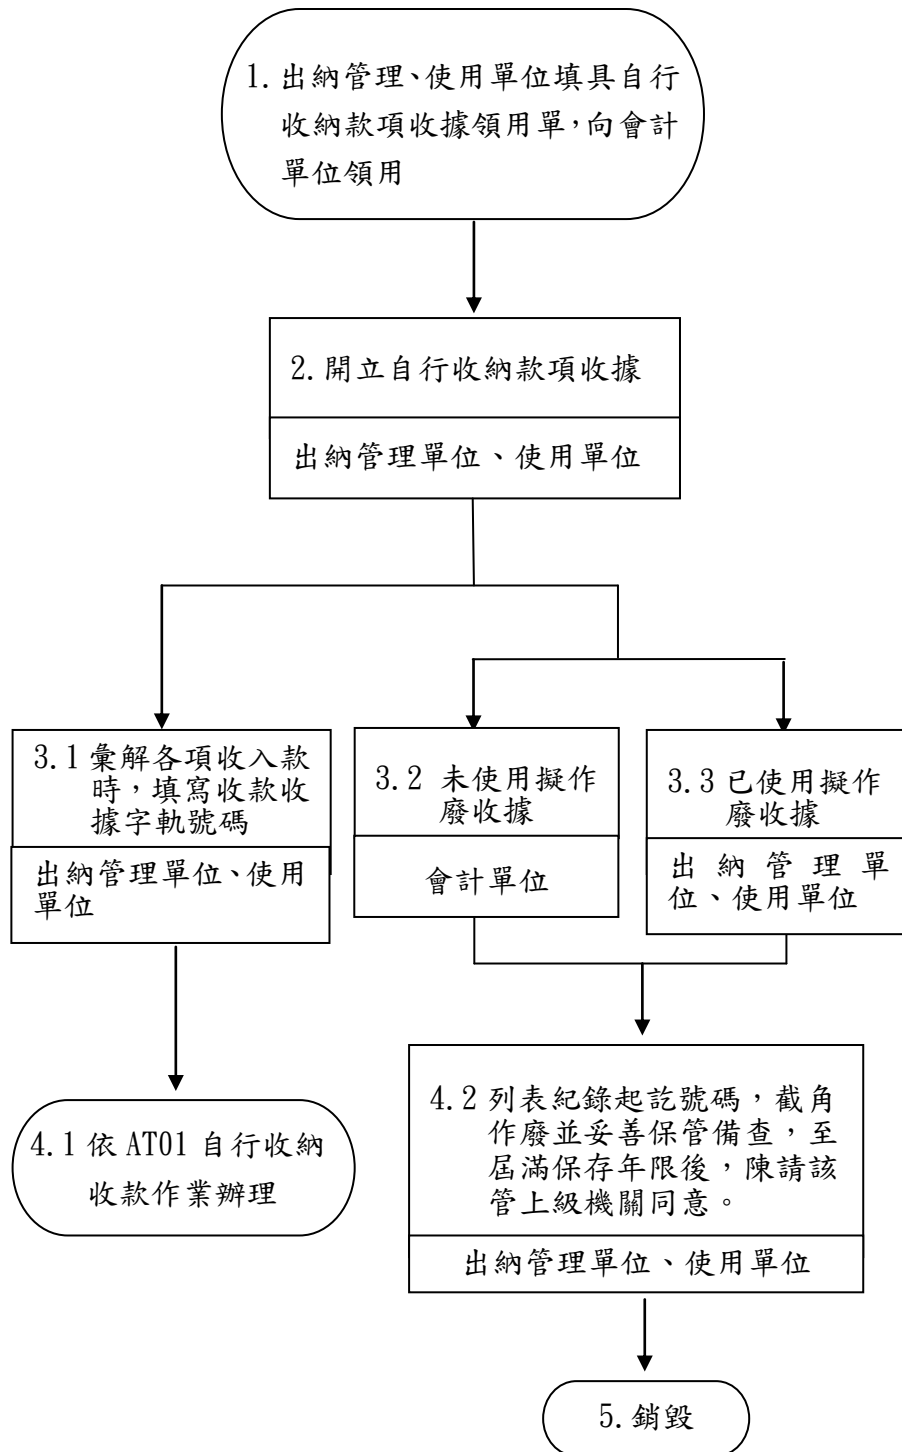 1. 出納管理、使用單位填具自行
收納款項收據領用單，向會計
單位領用
2. 開立自行收納款項收據
出納管理單位、使用單位
3.1 彙解各項收入款
時，填寫收款收
據字軌號碼
出納管理單位、使用
單位
3.2 未使用擬作
廢收據
會計單位
3.3 已使用擬作
廢收據
出納管理單
位、使用單位
4.1 依 AT01 自行收納
收款作業辦理
4.2 列表紀錄起訖號碼，截角
作廢並妥善保管備查，至
屆滿保存年限後，陳請該
管上級機關同意。
出納管理單位、使用單位
5. 銷毀